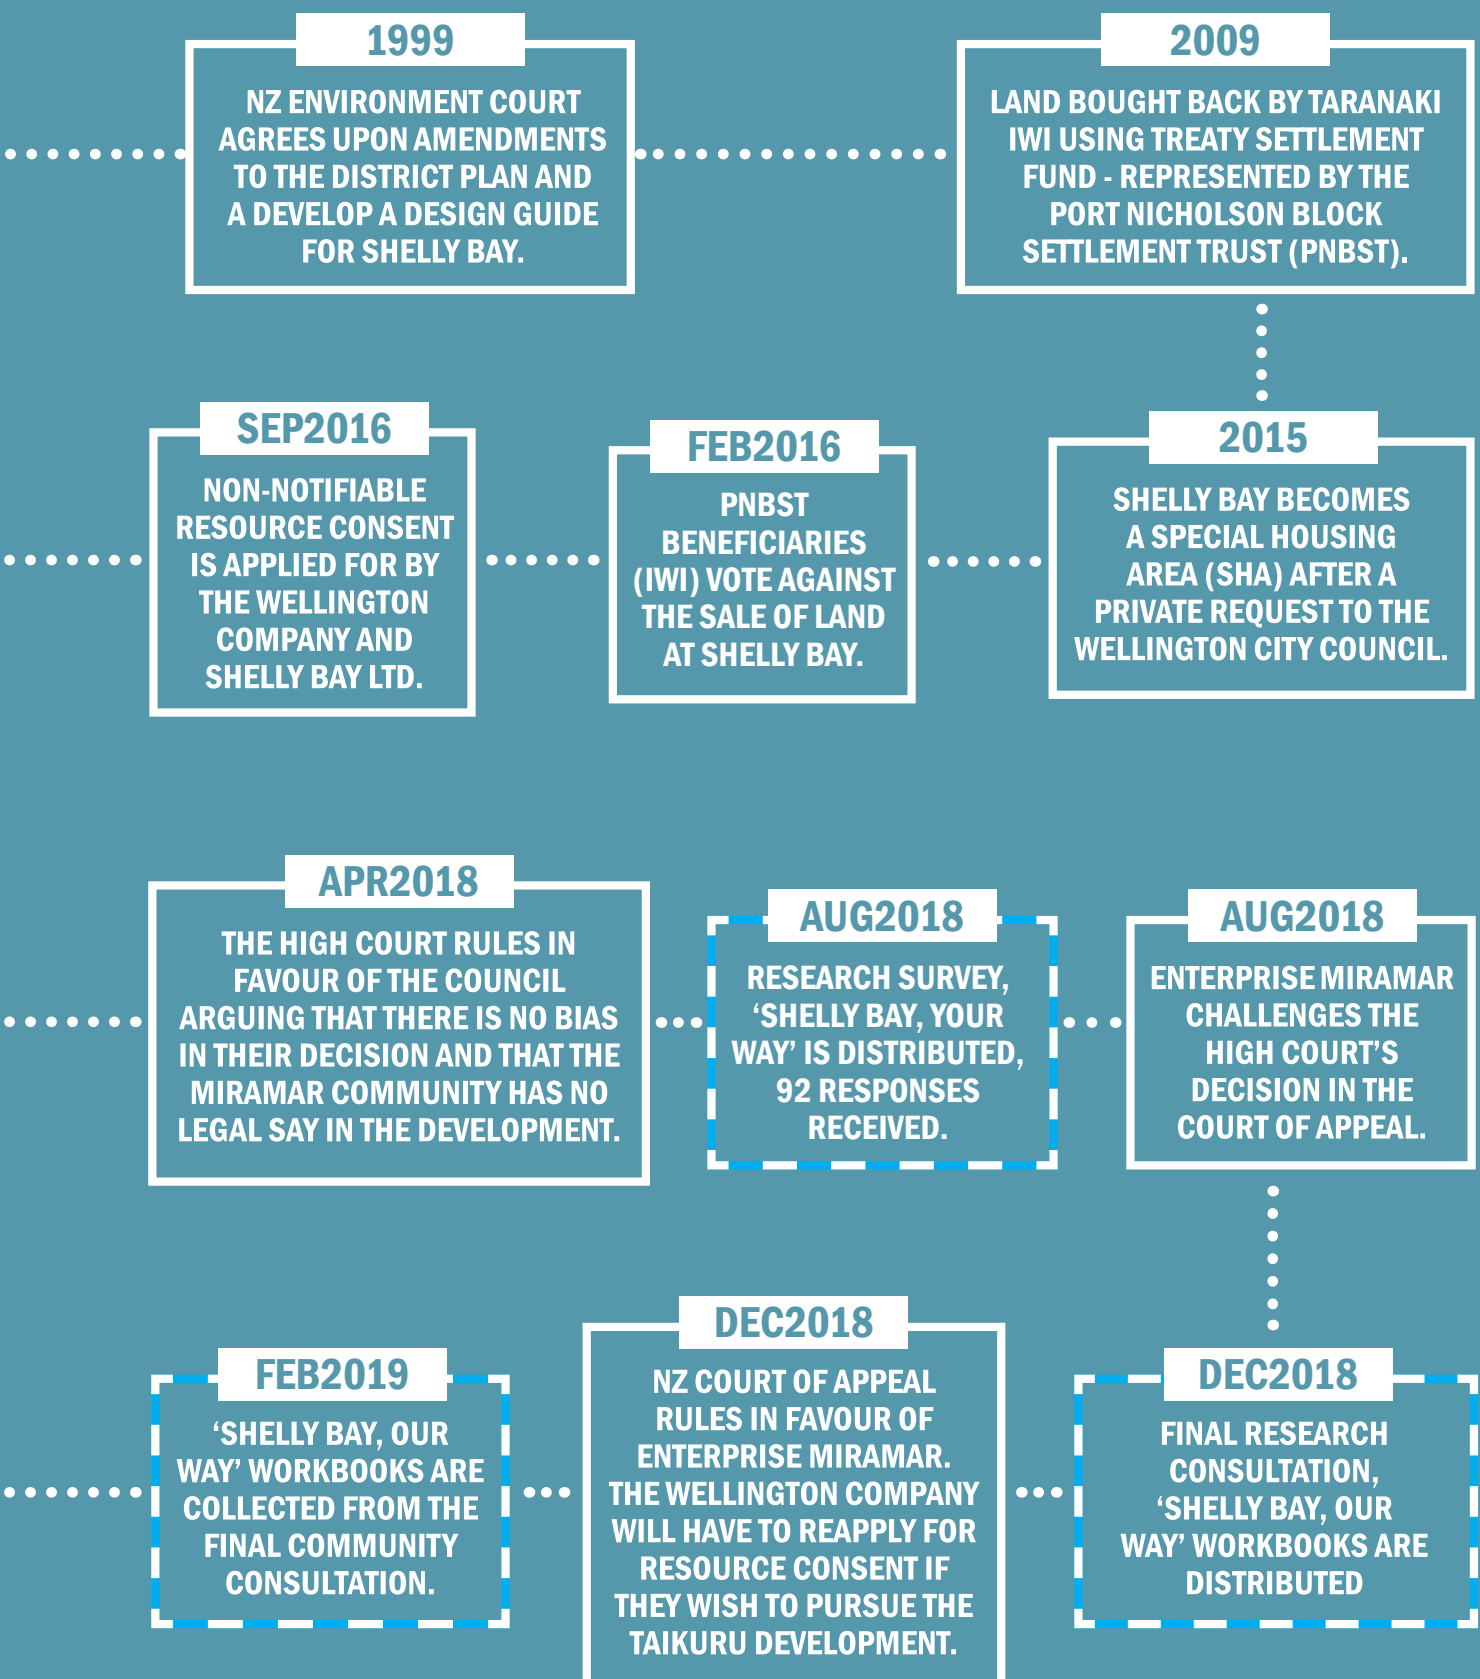 1999
NZ ENVIRONMENT COURT
AGREES UPON AMENDMENTS
TO THE DISTRICT PLAN AND
A DEVELOP A DESIGN GUIDE
FOR SHELLY BAY.
2009
LAND BOUGHT BACK BY TARANAKI
IWI USING TREATY SETTLEMENT
FUND - REPRESENTED BY THE
PORT NICHOLSON BLOCK
SETTLEMENT TRUST (PNBST).
2015
SHELLY BAY BECOMES
A SPECIAL HOUSING
AREA (SHA) AFTER A
PRIVATE REQUEST TO THE
WELLINGTON CITY COUNCIL.
FEB2016
PNBST
BENEFICIARIES
(IWI) VOTE AGAINST
THE SALE OF LAND
AT SHELLY BAY.
SEP2016
NON-NOTIFIABLE
RESOURCE CONSENT
IS APPLIED FOR BY
THE WELLINGTON
COMPANY AND
SHELLY BAY LTD.
APR2018
THE HIGH COURT RULES IN
FAVOUR OF THE COUNCIL
ARGUING THAT THERE IS NO BIAS
IN THEIR DECISION AND THAT THE
MIRAMAR COMMUNITY HAS NO
LEGAL SAY IN THE DEVELOPMENT.
AUG2018
RESEARCH SURVEY,
‘SHELLY BAY, YOUR
WAY’ IS DISTRIBUTED,
92 RESPONSES
RECEIVED.
AUG2018
ENTERPRISE MIRAMAR
CHALLENGES THE
HIGH COURT’S
DECISION IN THE
COURT OF APPEAL.
DEC2018
FINAL RESEARCH
CONSULTATION,
‘SHELLY BAY, OUR
WAY’ WORKBOOKS ARE
DISTRIBUTED
DEC2018
NZ COURT OF APPEAL
RULES IN FAVOUR OF
ENTERPRISE MIRAMAR.
THE WELLINGTON COMPANY
WILL HAVE TO REAPPLY FOR
RESOURCE CONSENT IF
THEY WISH TO PURSUE THE
TAIKURU DEVELOPMENT.
FEB2019
‘SHELLY BAY, OUR
WAY’ WORKBOOKS ARE
COLLECTED FROM THE
FINAL COMMUNITY
CONSULTATION.